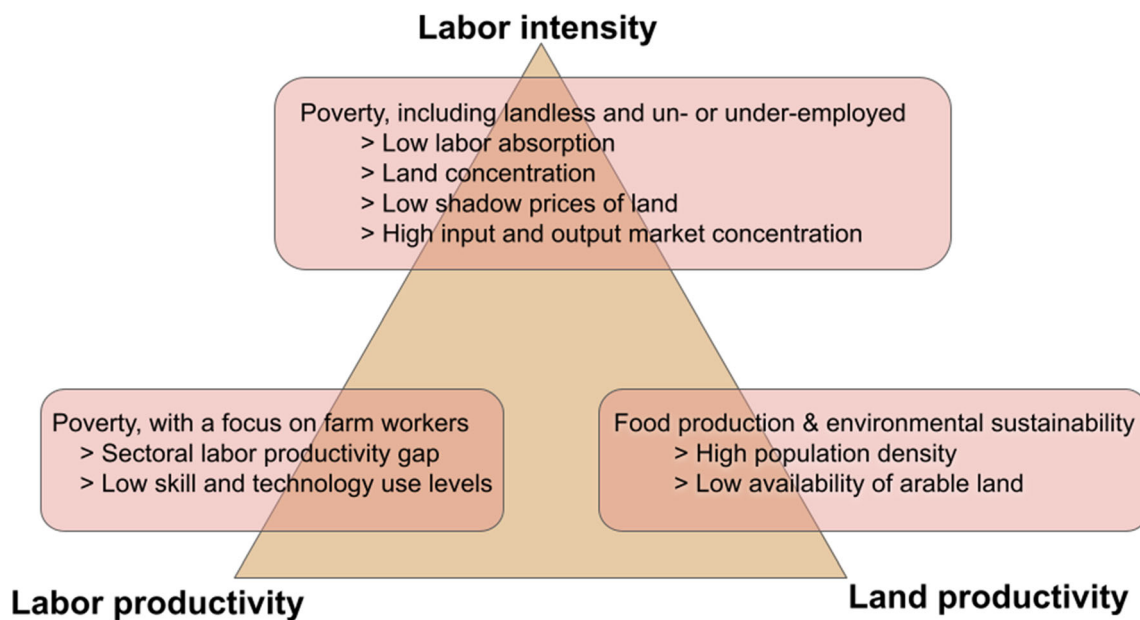 Labor intensity
Poverty, including landless and un- or under-employed
> Low labor absorption
> Land concentration
> Low shadow prices of land
> High input and output market concentration
Poverty, with a focus on farm workers
> Sectoral labor productivity gap
> Low skill and technology use levels
Food production & environmental sustainability
> High population density
> Low availability of arable land
Labor productivity
Land productivity